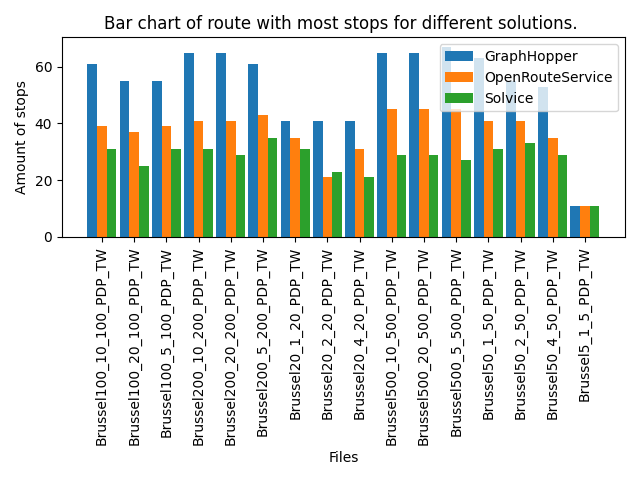 Bar chart of route with most stops for different solutions.
GraphHopper
OpenRouteService
Solvice
Amount of stops
60
40
20
0
Brussel100_10_100_PDP_TW
Brussel100_20_100_PDP_TW
Brussel100_5_100_PDP_TW
Brussel200_10_200_PDP_TW
Brussel200_20_200_PDP_TW
Brussel200_5_200_PDP_TW
Brussel20_1_20_PDP_TW
Brussel20_2_20_PDP_TW
Brussel20_4_20_PDP_TW
Brussel500_10_500_PDP_TW
Brussel500_20_500_PDP_TW
Brussel500_5_500_PDP_TW
Brussel50_1_50_PDP_TW
Brussel50_2_50_PDP_TW
Brussel50_4_50_PDP_TW
Brussel5_1_5_PDP_TW
Files